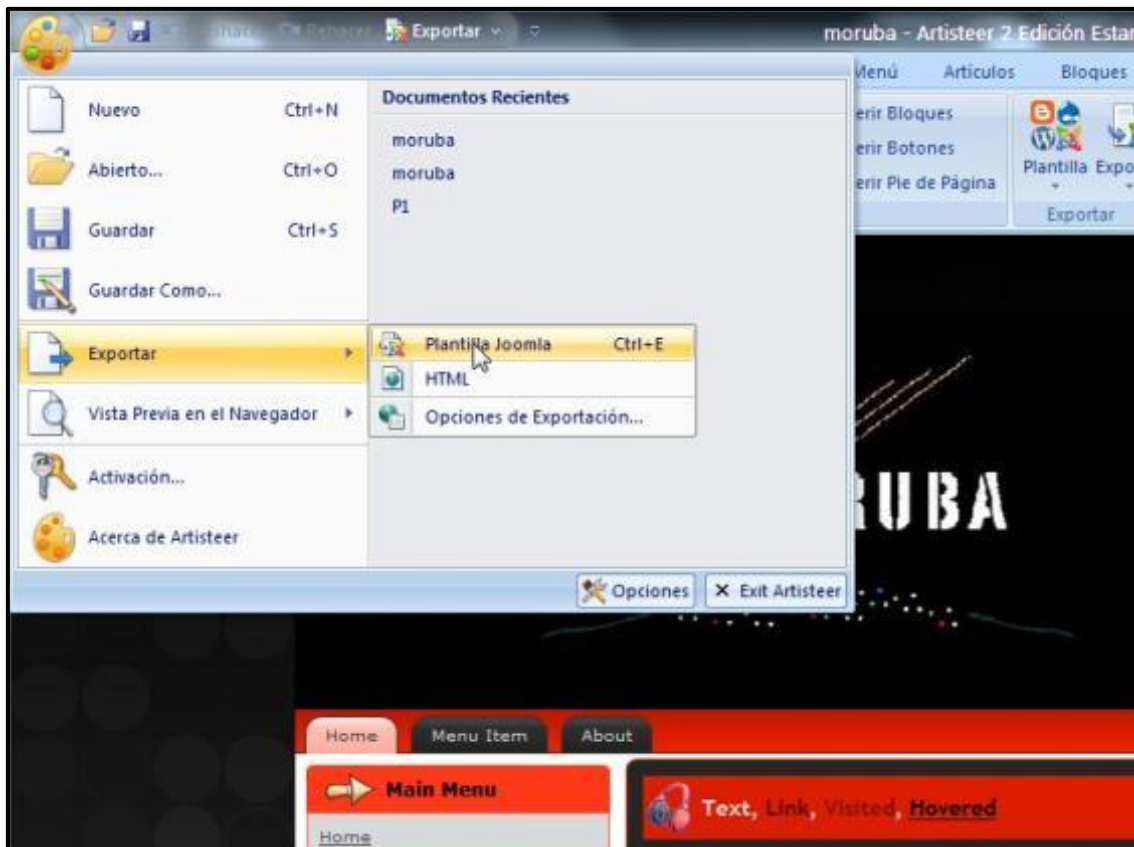 Rehacer Exportar
moruba - Artisteer 2 Edición Estar
Menú Artículos Bloques
Nuevo Ctrl+N
Abierto... Ctrl+O
Guardar Ctrl+S
Guardar Como...
Exportar
Vista Previa en el Navegador
Activación...
Acerca de Artisteer
Documentos Recientes
moruba
moruba
P1
Plantilla Joomla Ctrl+E
HTML
Opciones de Exportación...
Opciones
Exit Artisteer
erir Bloques
erir Botones
erir Pie de Página
Plantilla Expo
Exportar
RUBA
Home Menu Item About
Main Menu
Home
Text, Link, Visited, Hovered